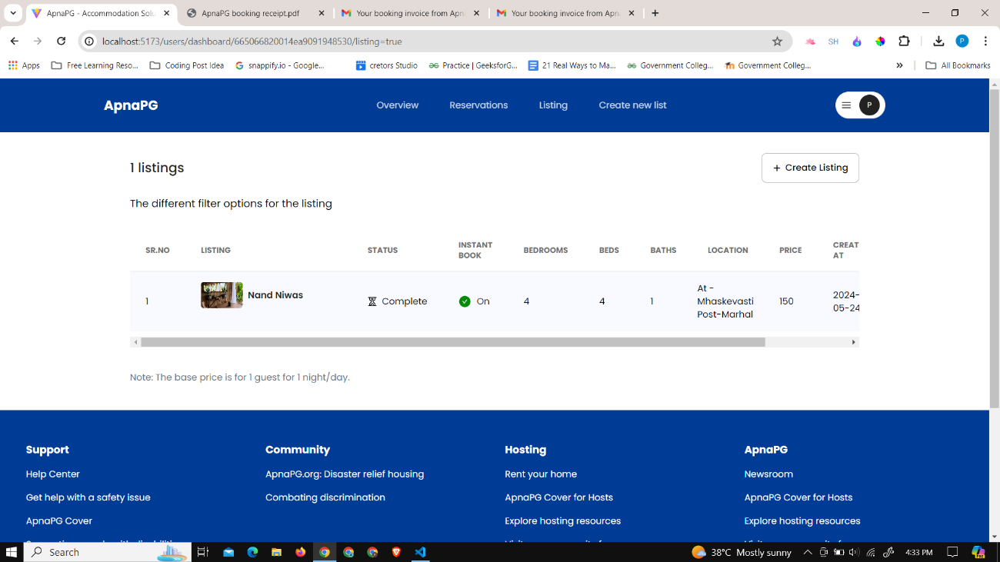 ApnaPG - Accommodation Solu
ApnaPG booking receipt.pdf
Your booking invoice from Apna
Your booking invoice from Apna
localhost:5173/users/dashboard/665066820014ea9091948530/listing=true
SH
P
Apps
Free Learning Reso...
Coding Post Idea
snappify.io - Google...
cretors Studio
Practice | GeeksforG...
21 Real Ways to Ma...
Government Colleg...
Government Colleg...
»
All Bookmarks
ApnaPG
Overview
Reservations
Listing
Create new list
P
1 listings
+ Create Listing
The different filter options for the listing
SR.NO
LISTING
STATUS
INSTANT
BOOK
BEDROOMS
BEDS
BATHS
LOCATION
PRICE
CREAT
AT
1
Nand Niwas
Complete
On
4
4
1
At -
Mhaskevasti
Post-Marhal
150
2024-
05-24
Note: The base price is for 1 guest for 1 night/day.
Support
Community
Hosting
ApnaPG
Help Center
ApnaPG.org: Disaster relief housing
Rent your home
Newsroom
Get help with a safety issue
Combating discrimination
ApnaPG Cover for Hosts
ApnaPG Cover for Hosts
ApnaPG Cover
Explore hosting resources
Explore hosting resources
Search
38°C Mostly sunny
4:33 PM